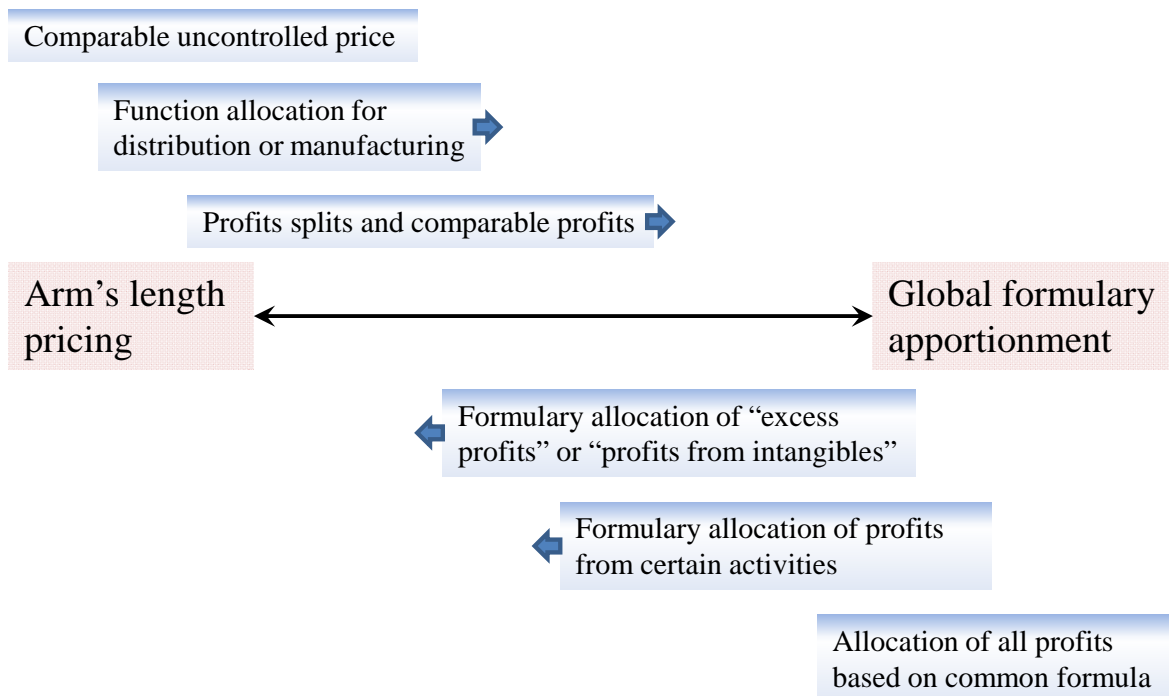 Comparable uncontrolled price
Function allocation for
distribution or manufacturing
Profits splits and comparable profits
Arm’s length
pricing
Global formulary
apportionment
Formulary allocation of “excess
profits” or “profits from intangibles”
Formulary allocation of profits
from certain activities
Allocation of all profits
based on common formula